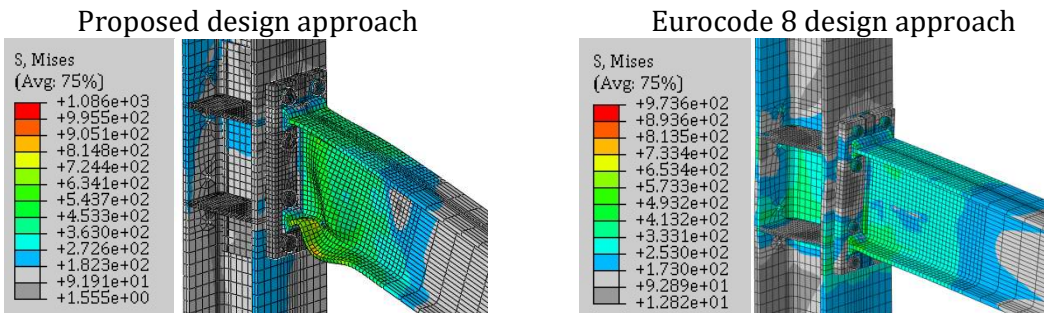 Proposed design approach
Eurocode 8 design approach
S, Mises
(Avg: 75%)
+1.086e+03
+9.955e+02
+9.051e+02
+8.148e+02
+7.244e+02
+6.341e+02
+5.437e+02
+4.533e+02
+3.630e+02
+2.726e+02
+1.823e+02
+9.191e+01
+1.555e+00
S, Mises
(Avg: 75%)
+9.736e+02
+8.936e+02
+8.135e+02
+7.334e+02
+6.534e+02
+5.733e+02
+4.932e+02
+4.132e+02
+3.331e+02
+2.530e+02
+1.730e+02
+9.289e+01
+1.282e+01